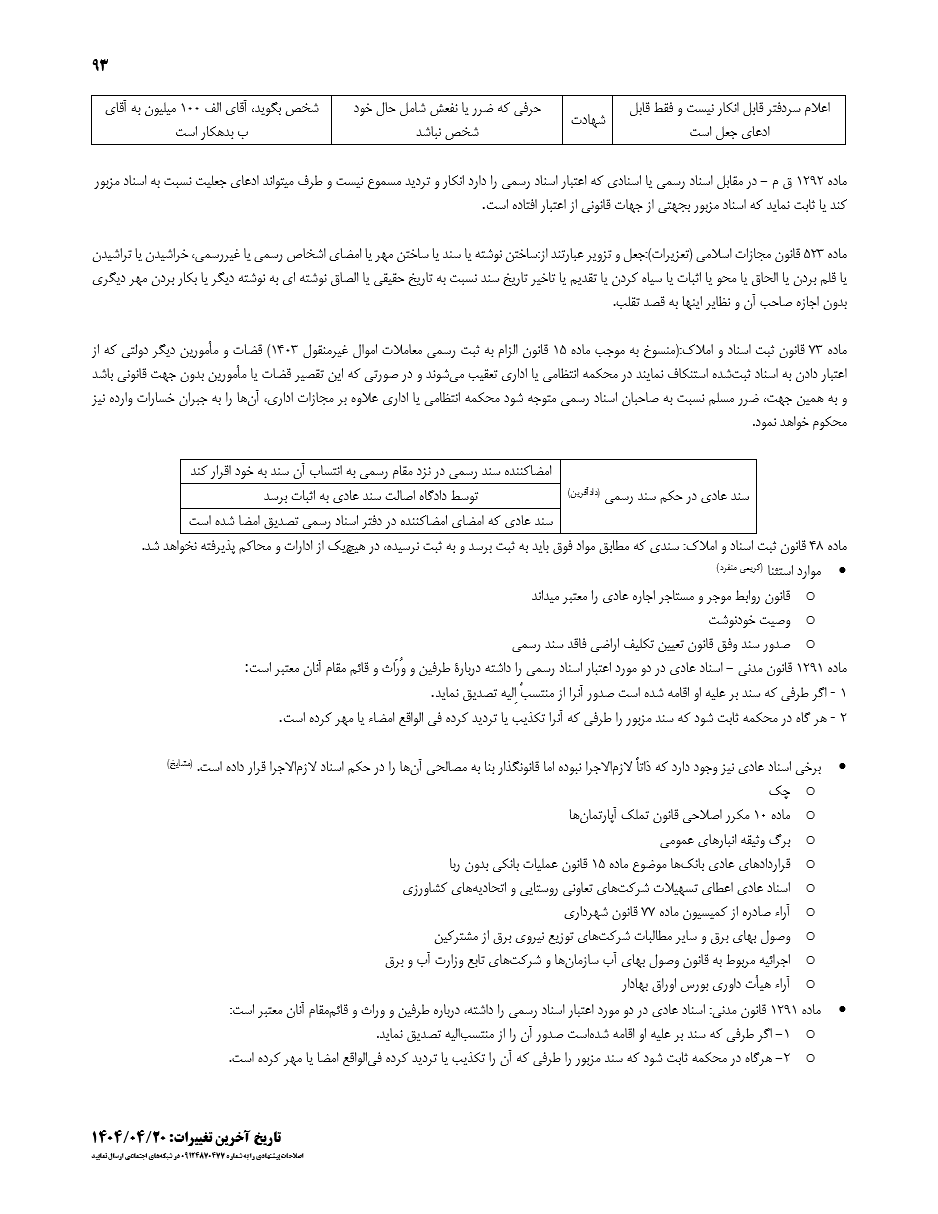 ۹۳
اعلام سردفتر قابل انکار نیست و فقط قابل ادعای جعل است | شهادت | حرفی که ضرر یا نفعش شامل حال خود شخص نباشد | شخص بگوید، آقای الف ۱۰۰ میلیون به آقای ب بدهکار است
ماده ۱۲۹۲ ق م – در مقابل اسناد رسمی یا اسنادی که اعتبار اسناد رسمی را دارد انکار و تردید مسموع نیست و طرف میتواند ادعای جعلیت نسبت به اسناد مزبور
کند یا ثابت نماید که اسناد مزبور بجهتی از جهات قانونی از اعتبار افتاده است.
ماده ۵۲۳ قانون مجازات اسلامی (تعزیرات):جعل و تزویر عبارتند از:ساختن نوشته یا سند یا ساختن مهر یا امضای اشخاص رسمی یا غیررسمی، خراشیدن یا تراشیدن
یا قلم بردن یا الحاق یا محو یا اثبات یا سیاه کردن یا تقدیم یا تاخیر تاریخ سند نسبت به تاریخ حقیقی یا الصاق نوشته ای به نوشته دیگر یا بکار بردن مهر دیگری
بدون اجازه صاحب آن و نظایر اینها به قصد تقلب.
ماده ۷۳ قانون ثبت اسناد و املاک:(منسوخ به موجب ماده ۱۵ قانون الزام به ثبت رسمی معاملات اموال غیرمنقول ۱۴۰۳) قضات و مأمورین دیگر دولتی که از
اعتبار دادن به اسناد ثبت‌شده استنکاف نمایند در محکمه انتظامی یا اداری تعقیب می‌شوند و در صورتی که این تقصیر قضات یا مأمورین بدون جهت قانونی باشد
و به همین جهت، ضرر مسلم نسبت به صاحبان اسناد رسمی متوجه شود محکمه انتظامی یا اداری علاوه بر مجازات اداری، آن‌ها را به جبران خسارات وارده نیز
محکوم خواهد نمود.
سند عادی در حکم سند رسمی (دادآفرین)
امضاکننده سند رسمی در نزد مقام رسمی به انتساب آن سند به خود اقرار کند
توسط دادگاه اصالت سند عادی به اثبات برسد
سند عادی که امضای امضاکننده در دفتر اسناد رسمی تصدیق امضا شده است
ماده ۴۸ قانون ثبت اسناد و املاک: سندی که مطابق مواد فوق باید به ثبت برسد و به ثبت نرسیده، در هیچ‌یک از ادارات و محاکم پذیرفته نخواهد شد.
● موارد استثنا (کریمی منفرد)
○ قانون روابط موجر و مستاجر اجاره عادی را معتبر میداند
○ وصیت خودنوشت
○ صدور سند وفق قانون تعیین تکلیف اراضی فاقد سند رسمی
ماده ۱۲۹۱ قانون مدنی – اسناد عادی در دو مورد اعتبار اسناد رسمی را داشته دربارهٔ طرفین و وُرّاث و قائم مقام آنان معتبر است:
۱ - اگر طرفی که سند بر علیه او اقامه شده است صدور آنرا از منتسبٌ اِلیه تصدیق نماید.
۲ - هر گاه در محکمه ثابت شود که سند مزبور را طرفی که آنرا تکذیب یا تردید کرده فی الواقع امضاء یا مهر کرده است.
● برخی اسناد عادی نیز وجود دارد که ذاتاً لازم‌الاجرا نبوده اما قانونگذار بنا به مصالحی آن‌ها را در حکم اسناد لازم‌الاجرا قرار داده است. (مشایخ)
○ چک
○ ماده ۱۰ مکرر اصلاحی قانون تملک آپارتمان‌ها
○ برگ وثیقه انبارهای عمومی
○ قراردادهای عادی بانک‌ها موضوع ماده ۱۵ قانون عملیات بانکی بدون ربا
○ اسناد عادی اعطای تسهیلات شرکت‌های تعاونی روستایی و اتحادیه‌های کشاورزی
○ آراء صادره از کمیسیون ماده ۷۷ قانون شهرداری
○ وصول بهای برق و سایر مطالبات شرکت‌های توزیع نیروی برق از مشترکین
○ اجرائیه مربوط به قانون وصول بهای آب سازمان‌ها و شرکت‌های تابع وزارت آب و برق
○ آراء هیأت داوری بورس اوراق بهادار
● ماده ۱۲۹۱ قانون مدنی: اسناد عادی در دو مورد اعتبار اسناد رسمی را داشته، درباره طرفین و وراث و قائم‌مقام آنان معتبر است:
○ ۱– اگر طرفی که سند بر علیه او اقامه شده‌است صدور آن را از منتسب‌الیه تصدیق نماید.
○ ۲– هرگاه در محکمه ثابت شود که سند مزبور را طرفی که آن را تکذیب یا تردید کرده فی‌الواقع امضا یا مهر کرده است.
تاریخ آخرین تغییرات: ۱۴۰۴/۰۴/۲۰
اصلاحات پیشنهادی را به شماره ۰۹۱۲۴۸۷۰۴۷۷ در شبکه‌های اجتماعی ارسال نمایید